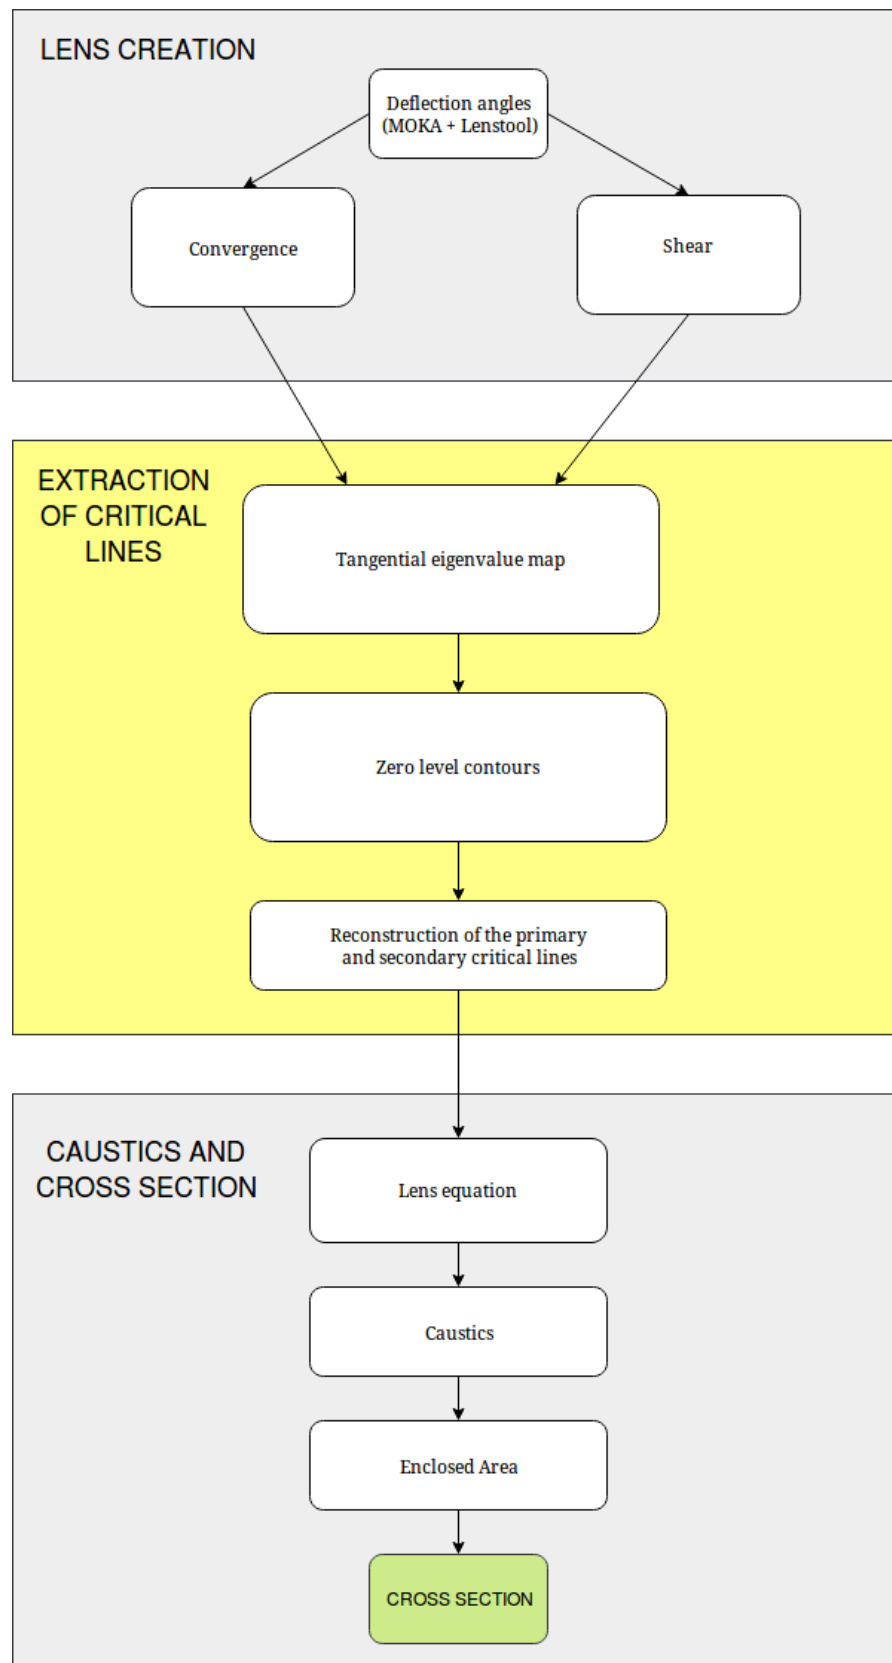 LENS CREATION
Deflection angles
(MOKA + Lenstool)
Convergence
Shear
EXTRACTION
OF CRITICAL
LINES
Tangential eigenvalue map
Zero level contours
Reconstruction of the primary
and secondary critical lines
CAUSTICS AND
CROSS SECTION
Lens equation
Caustics
Enclosed Area
CROSS SECTION